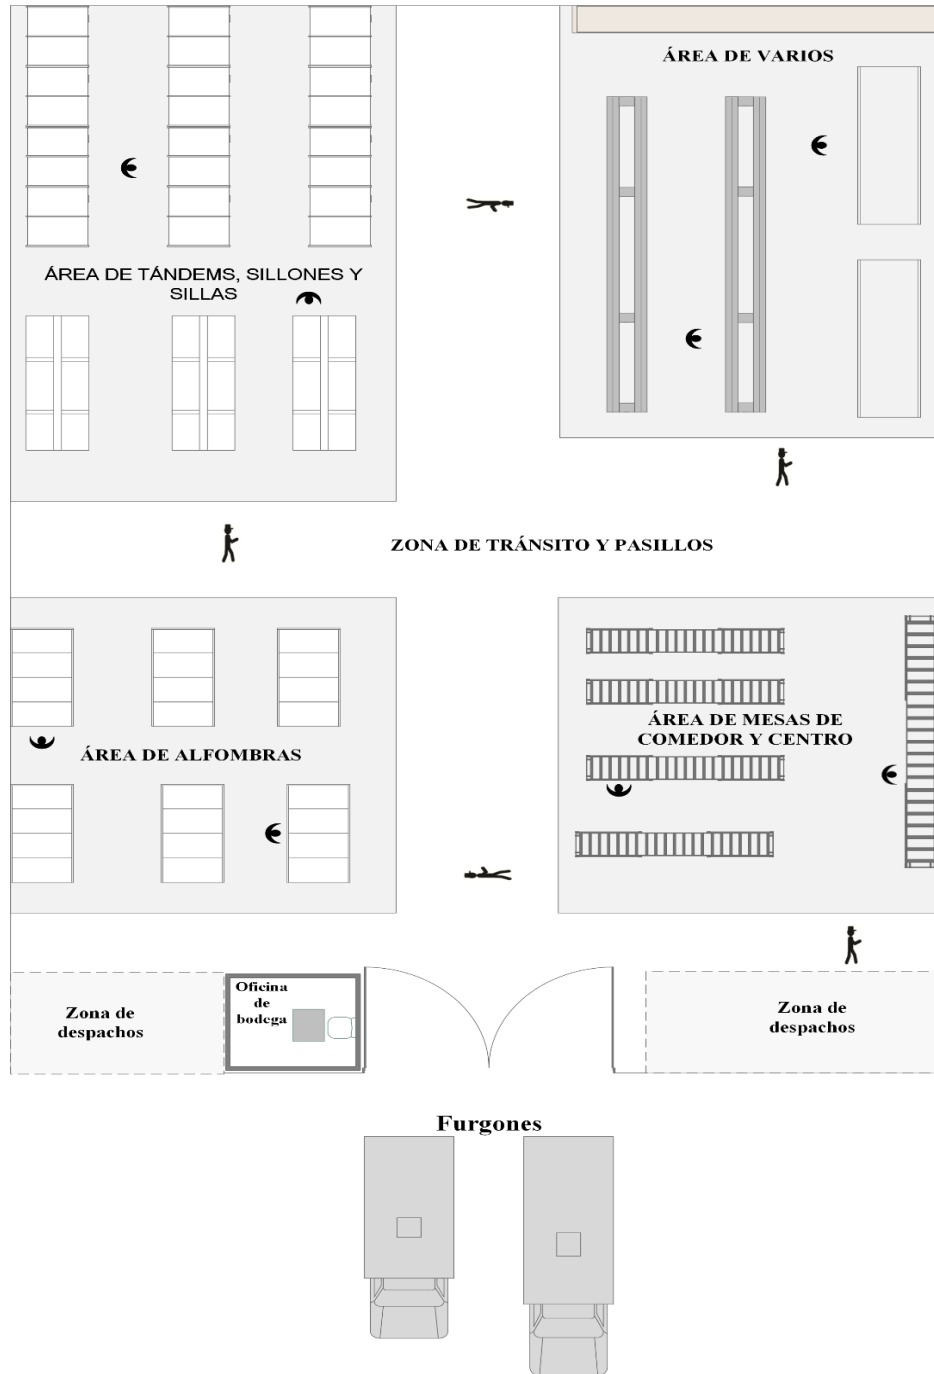 ÁREA DE VARIOS
ÁREA DE TÁNDEMS, SILLONES Y
SILLAS
ZONA DE TRÁNSITO Y PASILLOS
ÁREA DE ALFOMBRAS
ÁREA DE MESAS DE
COMEDOR Y CENTRO
Zona de
despachos
Oficina
de
bodega
Zona de
despachos
Furgones